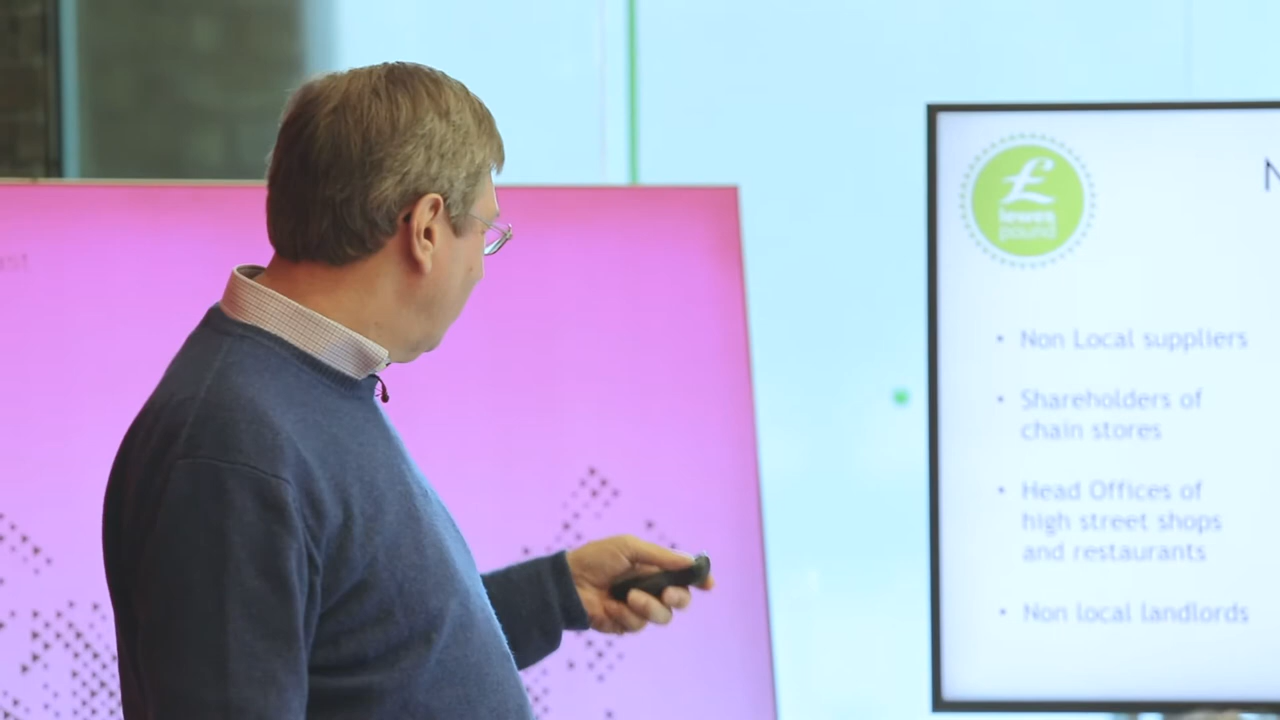 £
lewes
pound
N
• Non Local suppliers
• Shareholders of
chain stores
• Head Offices of
high street shops
and restaurants
• Non local landlords